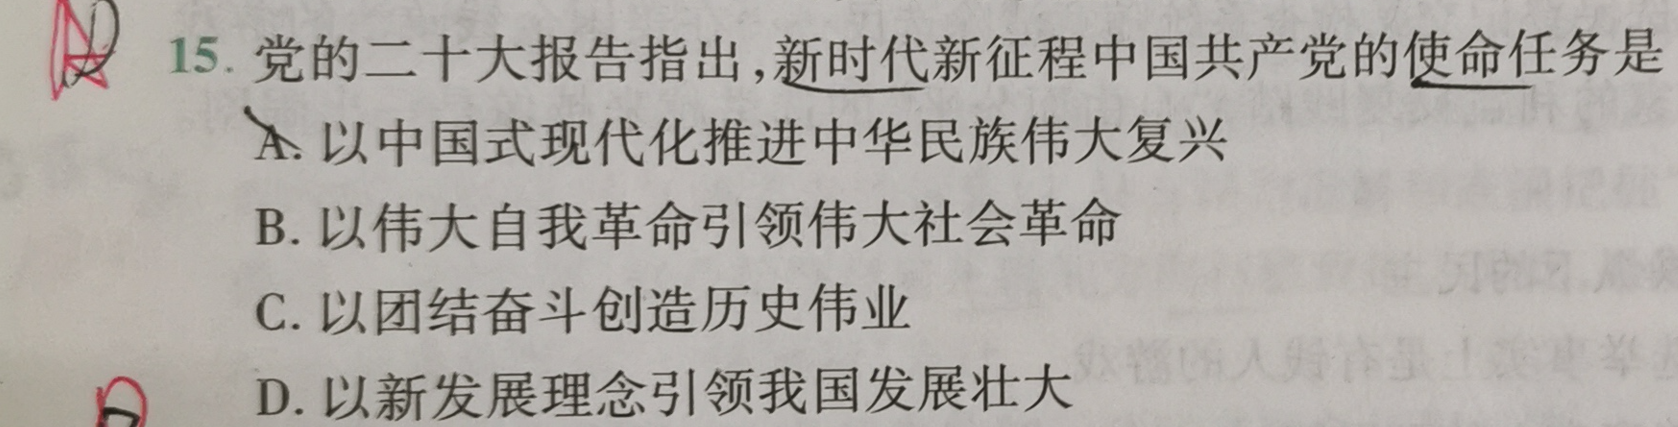 A
15. 党的二十大报告指出,新时代新征程中国共产党的使命任务是
A. 以中国式现代化推进中华民族伟大复兴
B. 以伟大自我革命引领伟大社会革命
C. 以团结奋斗创造历史伟业
D. 以新发展理念引领我国发展壮大